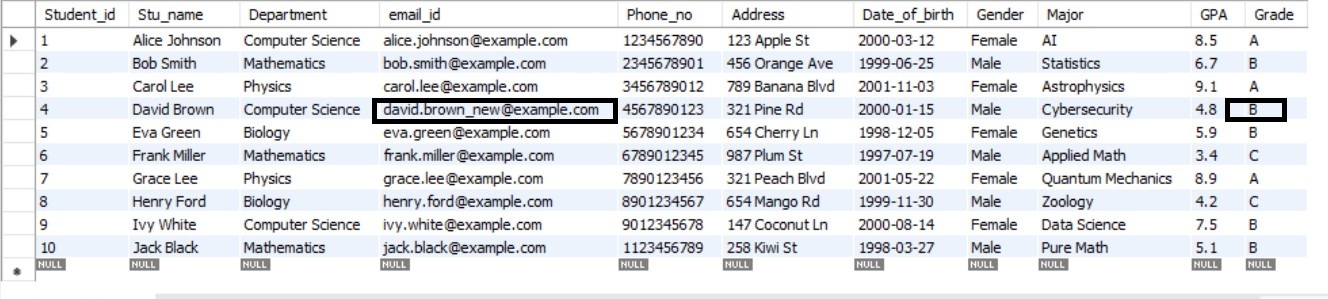 Student_id Stu_name Department email_id Phone_no Address Date_of_birth Gender Major GPA Grade
1 Alice Johnson Computer Science alice.johnson@example.com 1234567890 123 Apple St 2000-03-12 Female AI 8.5 A
2 Bob Smith Mathematics bob.smith@example.com 2345678901 456 Orange Ave 1999-06-25 Male Statistics 6.7 B
3 Carol Lee Physics carol.lee@example.com 3456789012 789 Banana Blvd 2001-11-03 Female Astrophysics 9.1 A
4 David Brown Computer Science david.brown_new@example.com 4567890123 321 Pine Rd 2000-01-15 Male Cybersecurity 4.8 B
5 Eva Green Biology eva.green@example.com 5678901234 654 Cherry Ln 1998-12-05 Female Genetics 5.9 B
6 Frank Miller Mathematics frank.miller@example.com 6789012345 987 Plum St 1997-07-19 Male Applied Math 3.4 C
7 Grace Lee Physics grace.lee@example.com 7890123456 321 Peach Blvd 2001-05-22 Female Quantum Mechanics 8.9 A
8 Henry Ford Biology henry.ford@example.com 8901234567 654 Mango Rd 1999-11-30 Male Zoology 4.2 C
9 Ivy White Computer Science ivy.white@example.com 9012345678 147 Coconut Ln 2000-08-14 Female Data Science 7.5 B
10 Jack Black Mathematics jack.black@example.com 1123456789 258 Kiwi St 1998-03-27 Male Pure Math 5.1 B
NULL NULL NULL NULL NULL NULL NULL NULL NULL NULL NULL